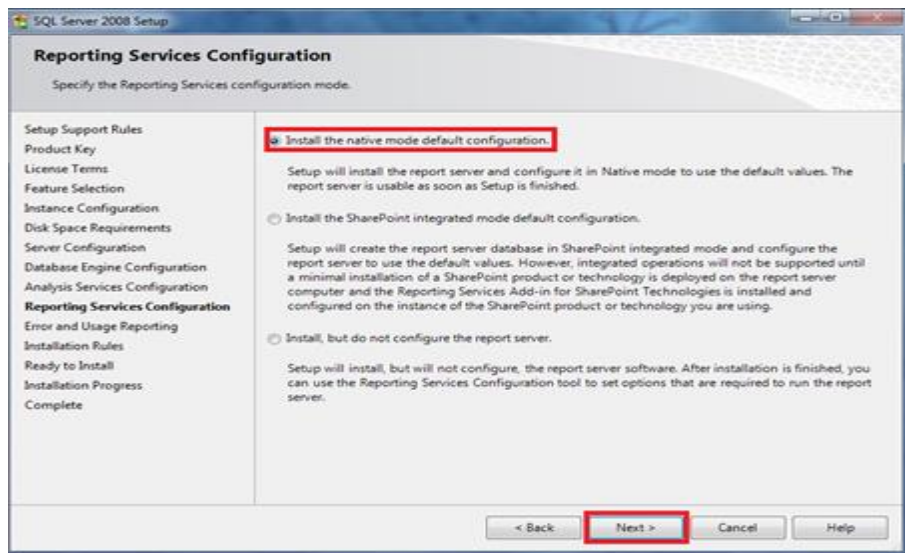 SQL Server 2008 Setup
Reporting Services Configuration
Specify the Reporting Services configuration mode.
Setup Support Rules
Product Key
License Terms
Feature Selection
Instance Configuration
Disk Space Requirements
Server Configuration
Database Engine Configuration
Analysis Services Configuration
Reporting Services Configuration
Error and Usage Reporting
Installation Rules
Ready to Install
Installation Progress
Complete
Install the native mode default configuration.
Setup will install the report server and configure it in Native mode to use the default values. The
report server is usable as soon as Setup is finished.
Install the SharePoint integrated mode default configuration.
Setup will create the report server database in SharePoint integrated mode and configure the
report server to use the default values. However, integrated operations will not be supported until
a minimal installation of a SharePoint product or technology is deployed on the report server
computer and the Reporting Services Add-in for SharePoint Technologies is installed and
configured on the instance of the SharePoint product or technology you are using.
Install, but do not configure the report server.
Setup will install, but will not configure, the report server software. After installation is finished, you
can use the Reporting Services Configuration tool to set options that are required to run the report
server.
< Back
Next >
Cancel
Help